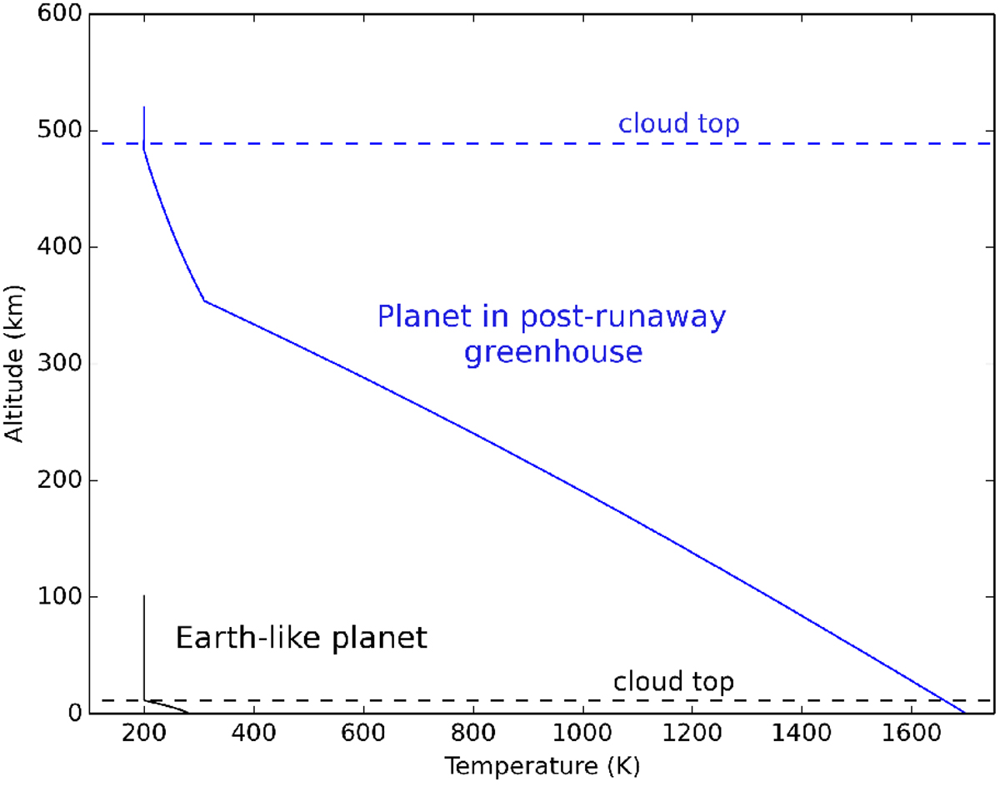 600
500
400
300
200
100
0
Altitude (km)
cloud top
Planet in post-runaway
greenhouse
Earth-like planet
cloud top
200 400 600 800 1000 1200 1400 1600
Temperature (K)